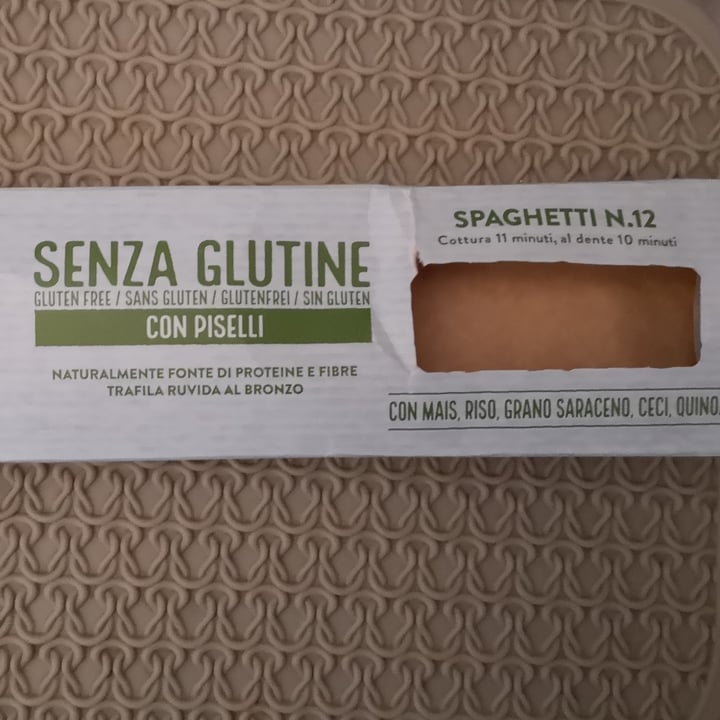 SENZA GLUTINE
GLUTEN FREE / SANS GLUTEN / GLUTENFREI / SIN GLUTEN
CON PISELLI
NATURALMENTE FONTE DI PROTEINE E FIBRE
TRAFILA RUVIDA AL BRONZO
SPAGHETTI N.12
Cottura 11 minuti, al dente 10 minuti
CON MAIS, RISO, GRANO SARACENO, CECI, QUINO